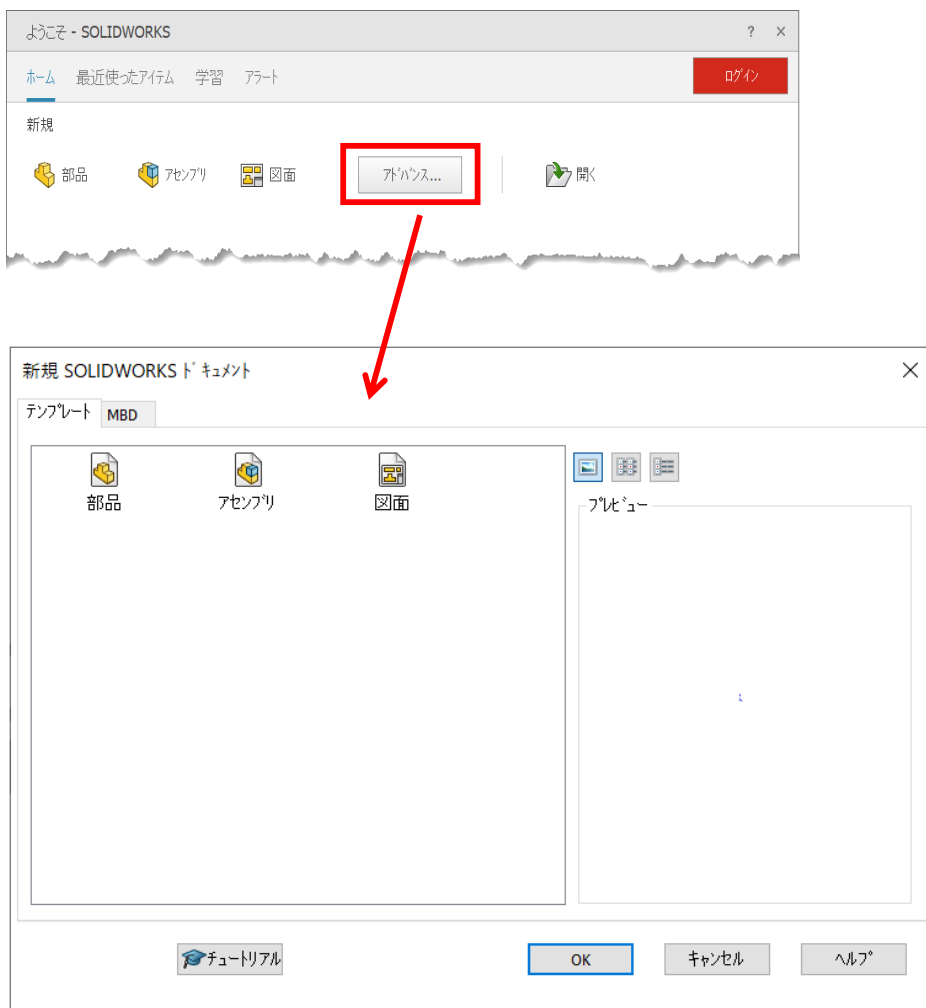 ようこそ - SOLIDWORKS ? ×
ホーム 最近使ったアイテム 学習 アラート ログイン
新規
部品 アセンブリ 図面 アドバンス... 開く
新規 SOLIDWORKS ドキュメント
テンプレート MBD
部品 アセンブリ 図面
プレビュー
チュートリアル OK キャンセル ヘルプ